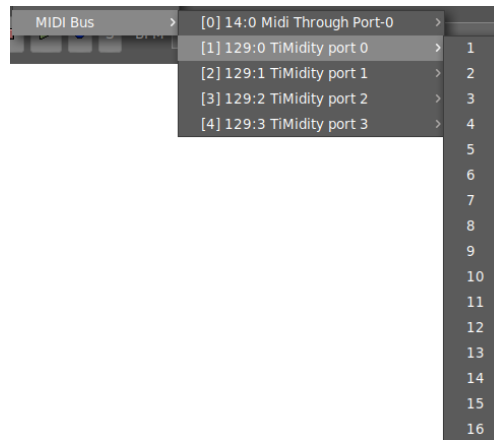 MIDI Bus
[0] 14:0 Midi Through Port-0
[1] 129:0 TiMidity port 0
[2] 129:1 TiMidity port 1
[3] 129:2 TiMidity port 2
[4] 129:3 TiMidity port 3
1
2
3
4
5
6
7
8
9
10
11
12
13
14
15
16